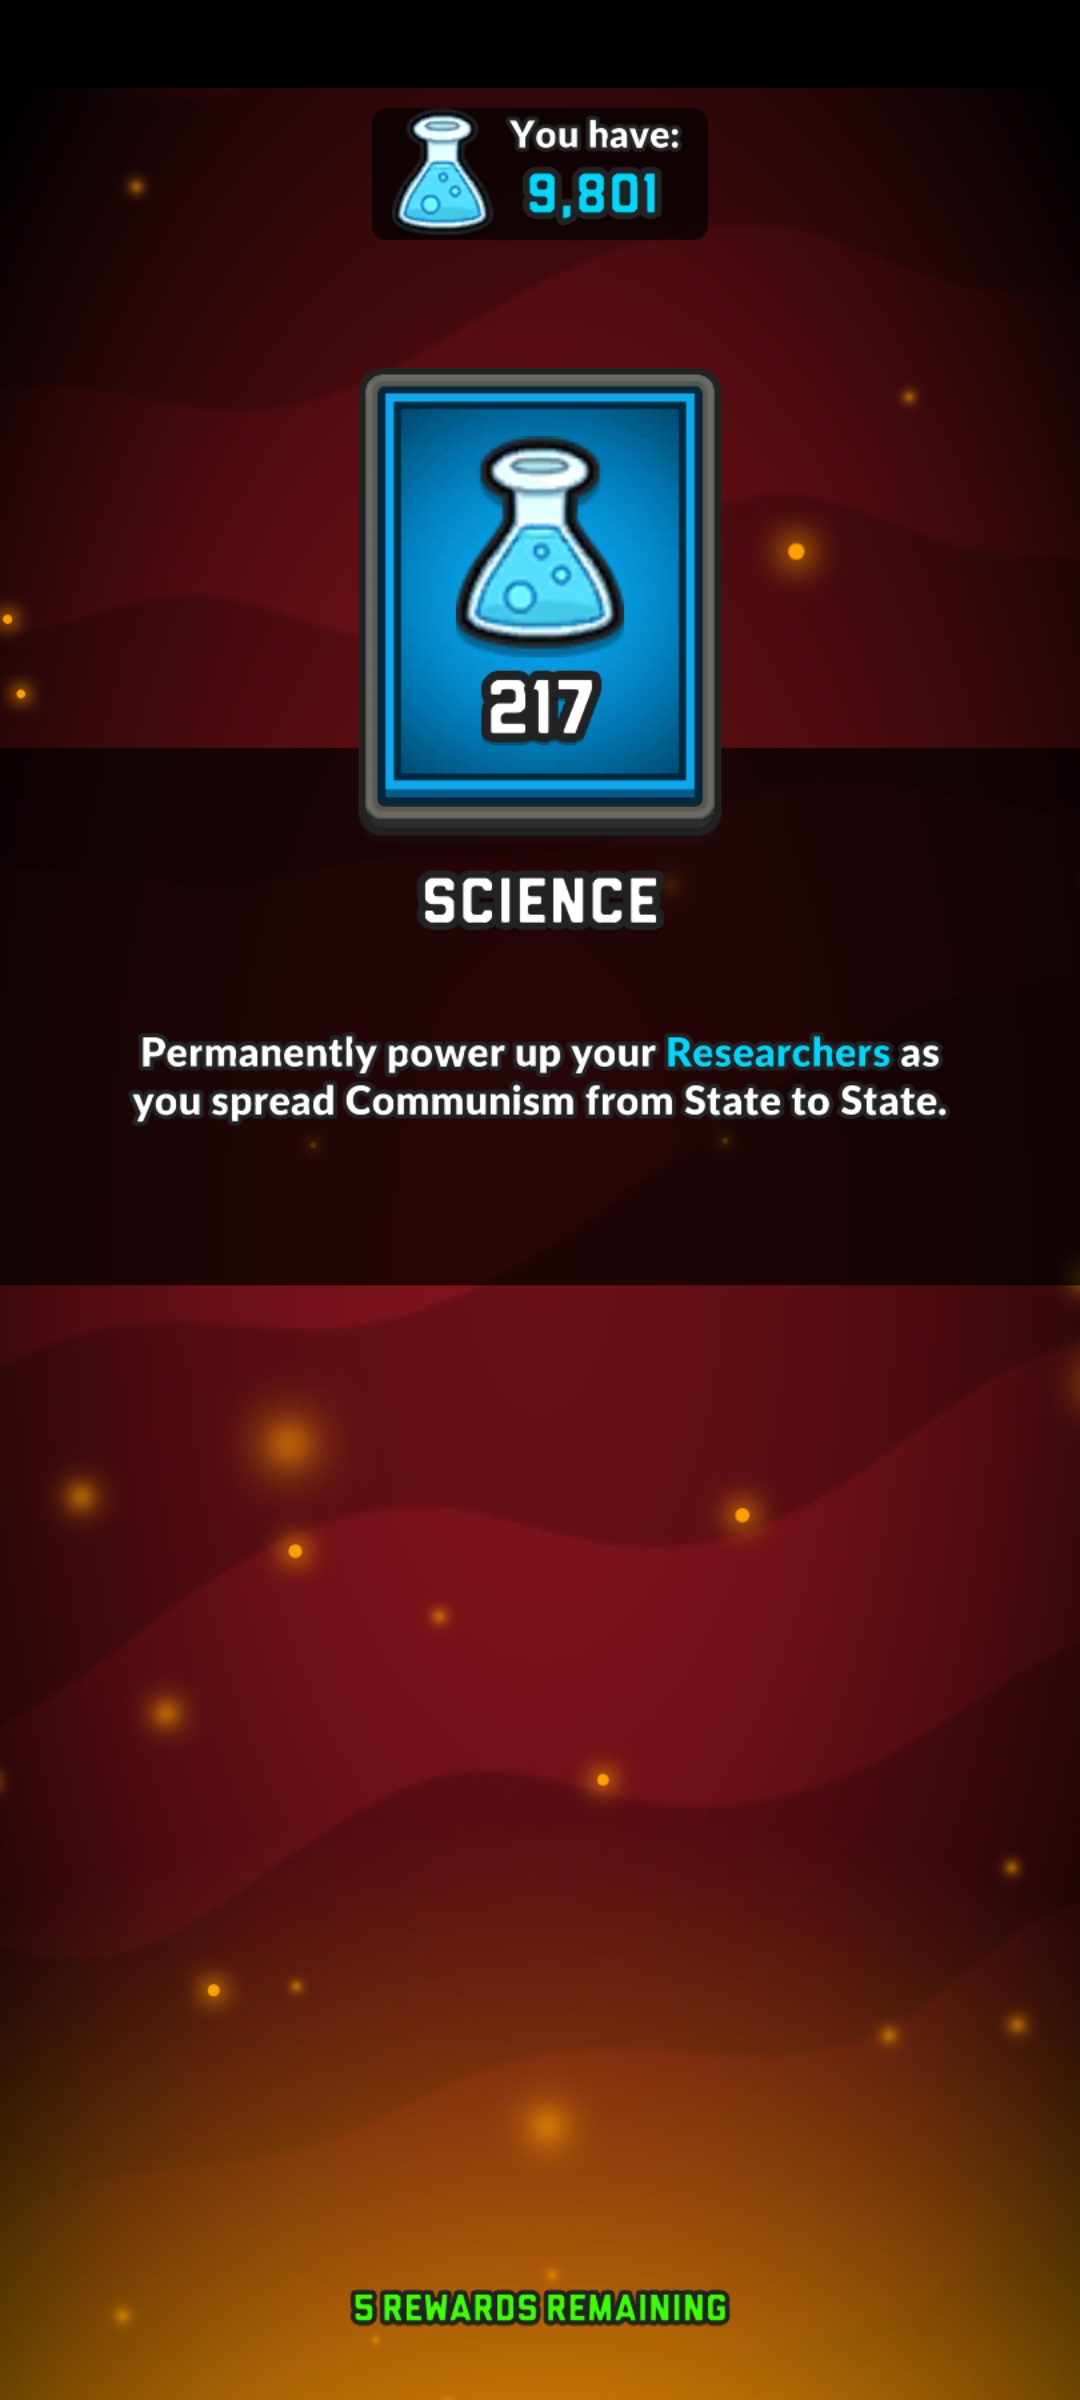 You have:
9,801
217
SCIENCE
Permanently power up your Researchers as
you spread Communism from State to State.
5 REWARDS REMAINING